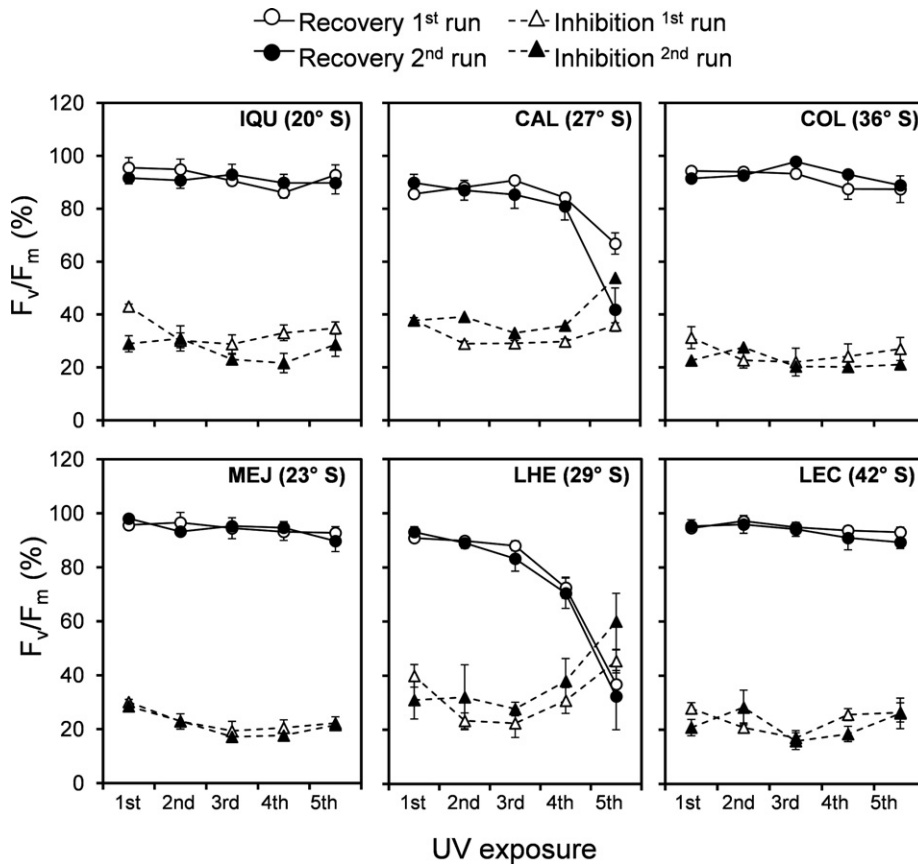 Recovery 1st run Inhibition 1st run
Recovery 2nd run Inhibition 2nd run
IQU (20° S) CAL (27° S) COL (36° S)
Fv/Fm (%)
120
100
80
60
40
20
0
MEJ (23° S) LHE (29° S) LEC (42° S)
Fv/Fm (%)
120
100
80
60
40
20
0
1st 2nd 3rd 4th 5th 1st 2nd 3rd 4th 5th 1st 2nd 3rd 4th 5th
UV exposure